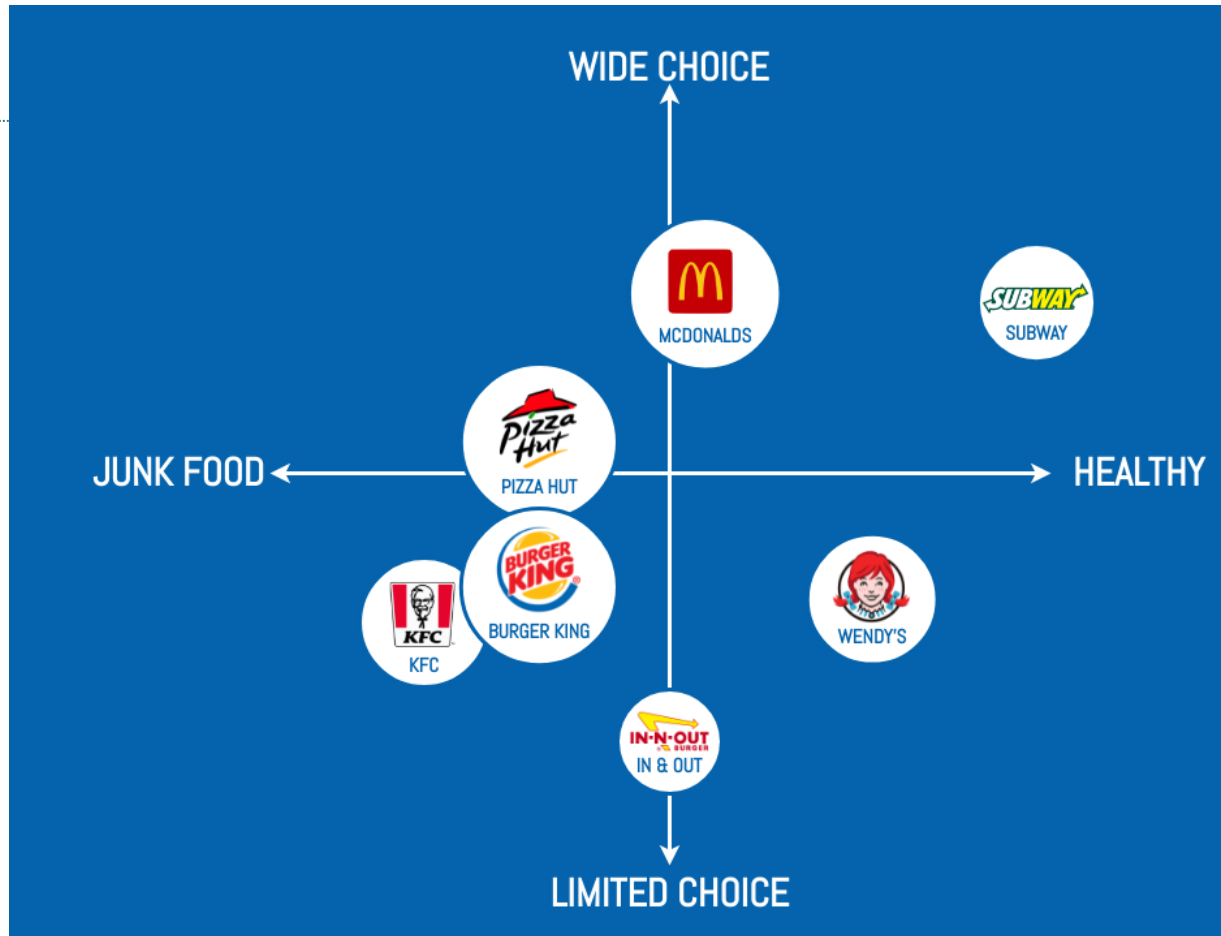 WIDE CHOICE
MCDONALDS
SUBWAY
SUBWAY
Pizza
Hut
PIZZA HUT
JUNK FOOD
HEALTHY
BURGER
KING
®
BURGER KING
KFC
KFC
WENDY'S
IN-N-OUT
BURGER
IN & OUT
LIMITED CHOICE